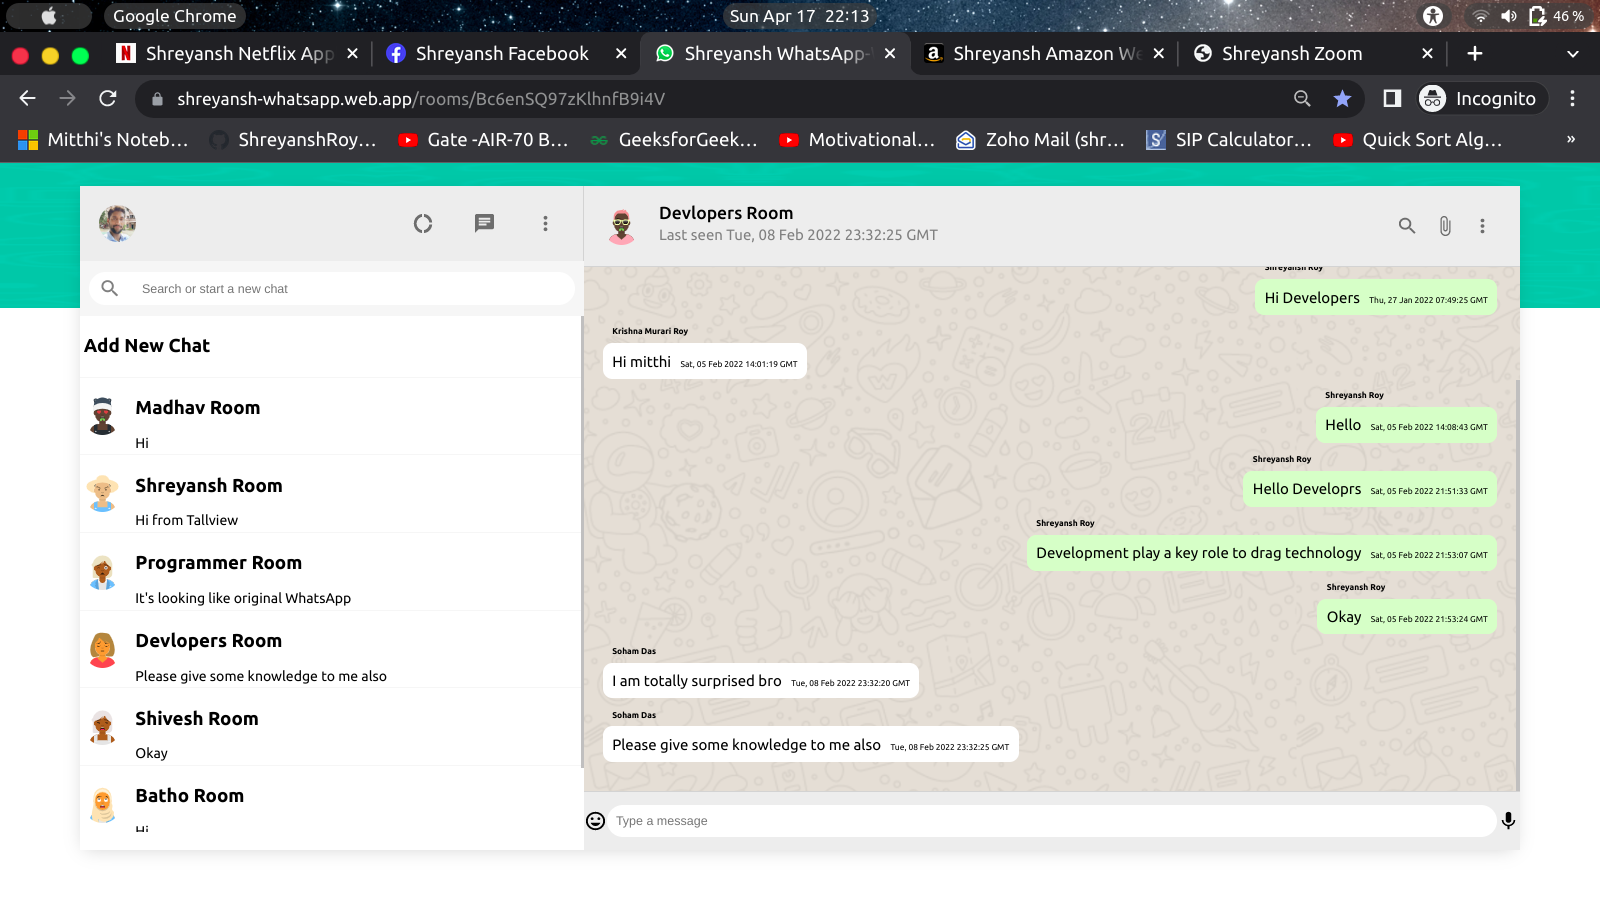 Google Chrome
Sun Apr 17 22:13
46 %
Shreyansh Netflix App
Shreyansh Facebook
Shreyansh WhatsApp-
Shreyansh Amazon We
Shreyansh Zoom
shreyansh-whatsapp.web.app/rooms/Bc6enSQ97zKlhnfB9i4V
Incognito
Mitthi's Noteb...
ShreyanshRoy...
Gate -AIR-70 B...
GeeksforGeek...
Motivational...
Zoho Mail (shr...
SIP Calculator...
Quick Sort Alg...
»
Search or start a new chat
Add New Chat
Madhav Room
Hi
Shreyansh Room
Hi from Tallview
Programmer Room
It's looking like original WhatsApp
Devlopers Room
Please give some knowledge to me also
Shivesh Room
Okay
Batho Room
Hi
Devlopers Room
Last seen Tue, 08 Feb 2022 23:32:25 GMT
Shreyansh Roy
Hi Developers Thu, 27 Jan 2022 07:49:25 GMT
Krishna Murari Roy
Hi mitthi Sat, 05 Feb 2022 14:01:19 GMT
Shreyansh Roy
Hello Sat, 05 Feb 2022 14:08:43 GMT
Shreyansh Roy
Hello Developrs Sat, 05 Feb 2022 21:51:33 GMT
Shreyansh Roy
Development play a key role to drag technology Sat, 05 Feb 2022 21:53:07 GMT
Shreyansh Roy
Okay Sat, 05 Feb 2022 21:53:24 GMT
Soham Das
I am totally surprised bro Tue, 08 Feb 2022 23:32:20 GMT
Soham Das
Please give some knowledge to me also Tue, 08 Feb 2022 23:32:25 GMT
Type a message